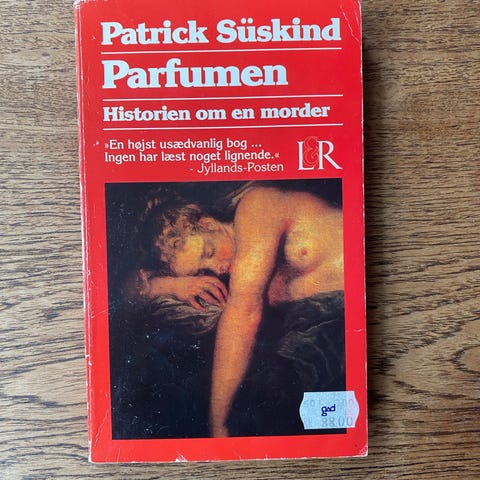 Patrick Süskind
Parfumen
Historien om en morder
»En højst usædvanlig bog ...
Ingen har læst noget lignende.«
- Jyllands-Posten
L&R
gad